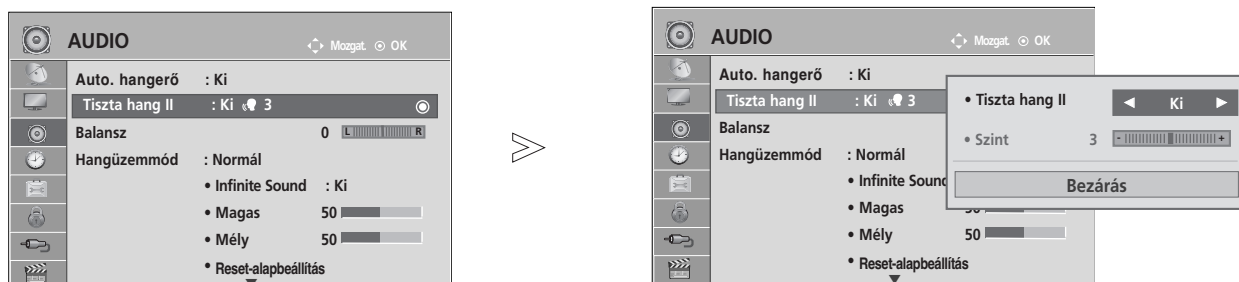 AUDIO
Mozgat. OK
Auto. hangerő : Ki
Tiszta hang II : Ki 3
Balansz 0 L R
Hangüzemmód : Normál
• Infinite Sound : Ki
• Magas 50
• Mély 50
• Reset-alapbeállítás
AUDIO
Mozgat. OK
Auto. hangerő : Ki
Tiszta hang II : Ki 3
Balansz
Hangüzemmód : Normál
• Infinite Sound
• Magas 50
• Mély 50
• Reset-alapbeállítás
• Tiszta hang II ◄ Ki ►
• Szint 3 - +
Bezárás